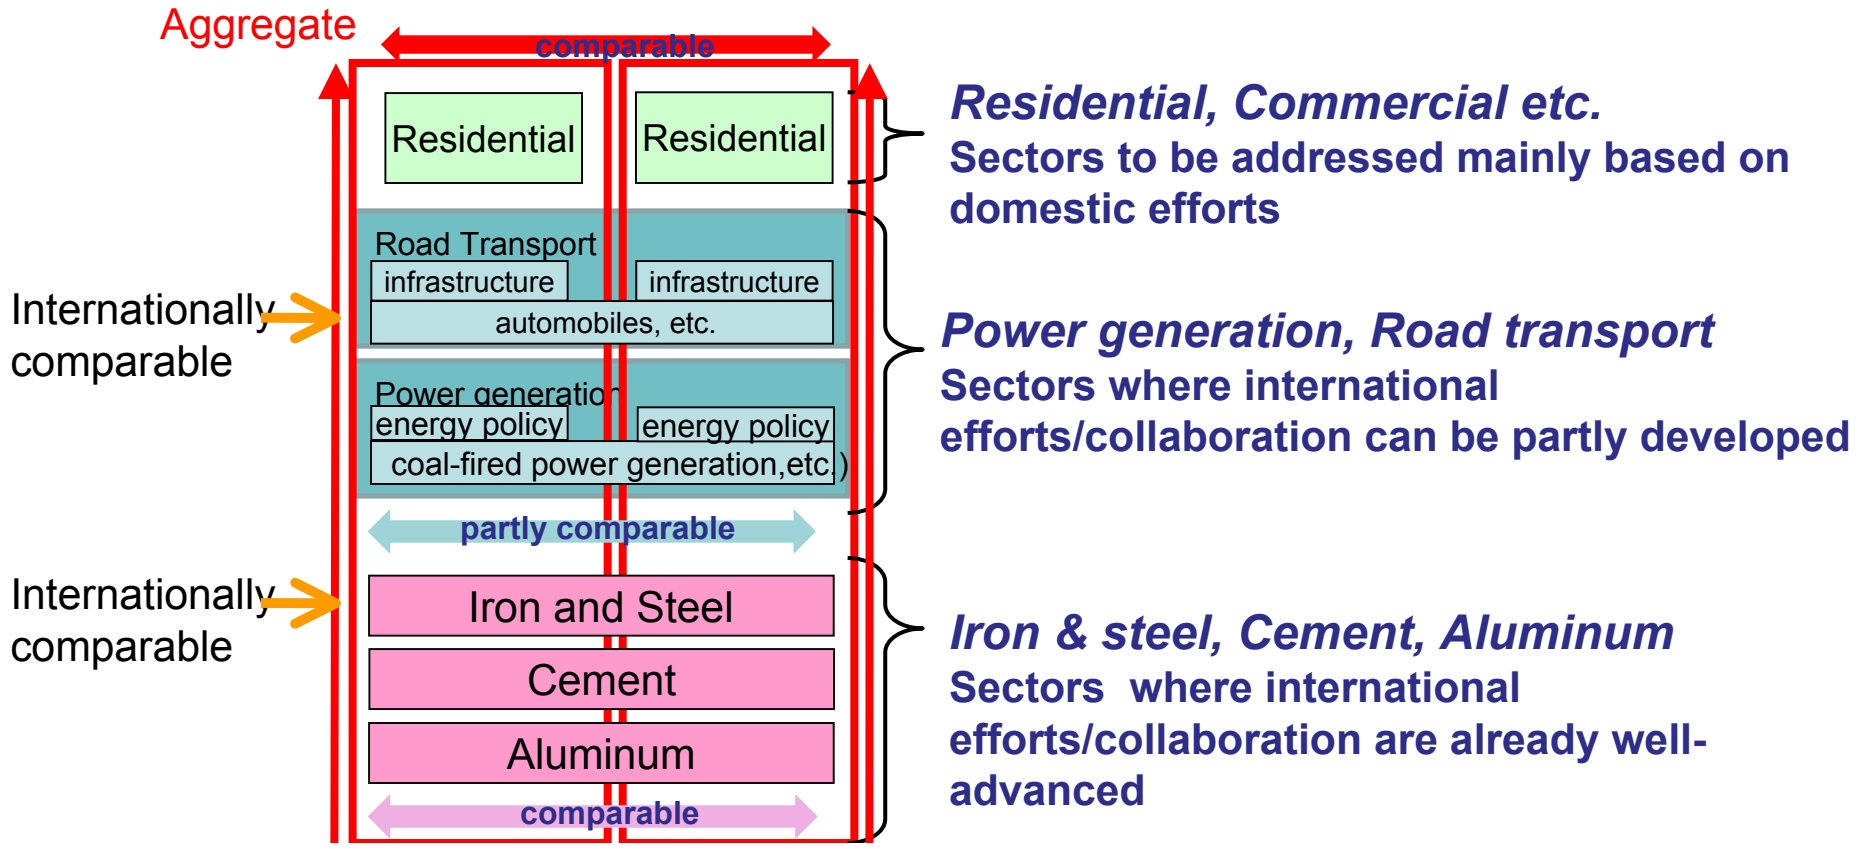 Aggregate
comparable
Residential
Residential
Residential, Commercial etc.
Sectors to be addressed mainly based on
domestic efforts
Road Transport
infrastructure
infrastructure
automobiles, etc.
Internationally
comparable
Power generation, Road transport
Sectors where international
efforts/collaboration can be partly developed
Power generation
energy policy
energy policy
coal-fired power generation,etc.)
partly comparable
Internationally
comparable
Iron and Steel
Cement
Aluminum
comparable
Iron & steel, Cement, Aluminum
Sectors where international
efforts/collaboration are already well-
advanced